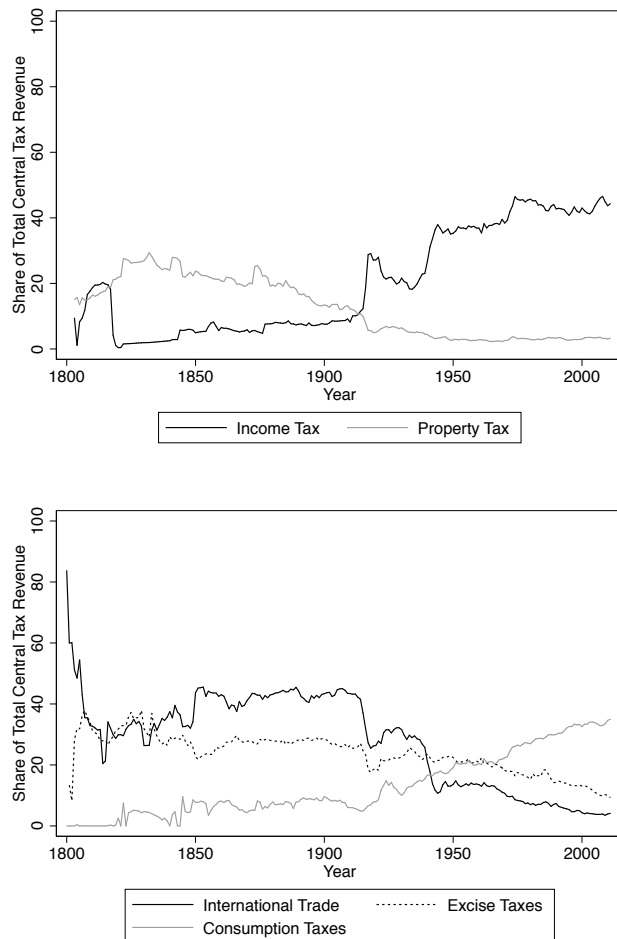 Share of Total Central Tax Revenue
100
80
60
40
20
0
1800 1850 1900 1950 2000
Year
Income Tax Property Tax
Share of Total Central Tax Revenue
100
80
60
40
20
0
1800 1850 1900 1950 2000
Year
International Trade Excise Taxes
Consumption Taxes